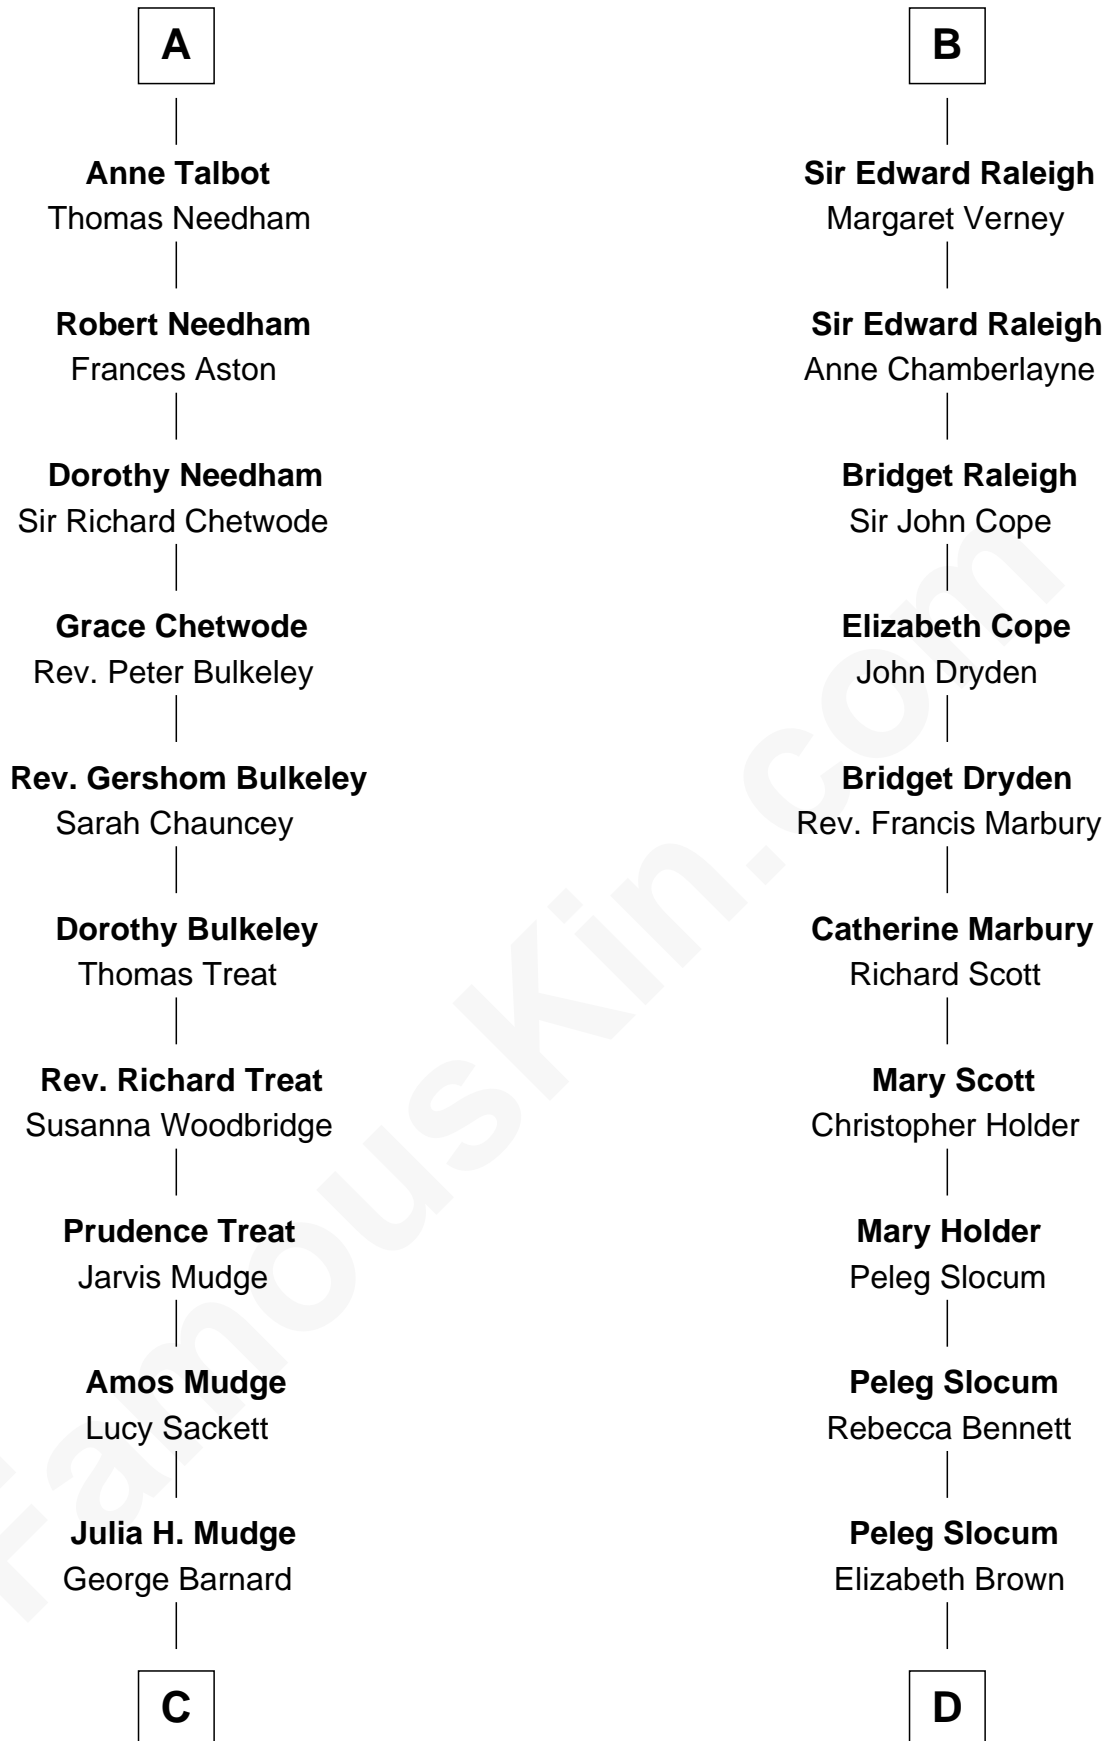 A
Anne Talbot
Thomas Needham
Robert Needham
Frances Aston
Dorothy Needham
Sir Richard Chetwode
Grace Chetwode
Rev. Peter Bulkeley
Rev. Gershom Bulkeley
Sarah Chauncey
Dorothy Bulkeley
Thomas Treat
Rev. Richard Treat
Susanna Woodbridge
Prudence Treat
Jarvis Mudge
Amos Mudge
Lucy Sackett
Julia H. Mudge
George Barnard
C
B
Sir Edward Raleigh
Margaret Verney
Sir Edward Raleigh
Anne Chamberlayne
Bridget Raleigh
Sir John Cope
Elizabeth Cope
John Dryden
Bridget Dryden
Rev. Francis Marbury
Catherine Marbury
Richard Scott
Mary Scott
Christopher Holder
Mary Holder
Peleg Slocum
Peleg Slocum
Rebecca Bennett
Peleg Slocum
Elizabeth Brown
D
FamousKin.com